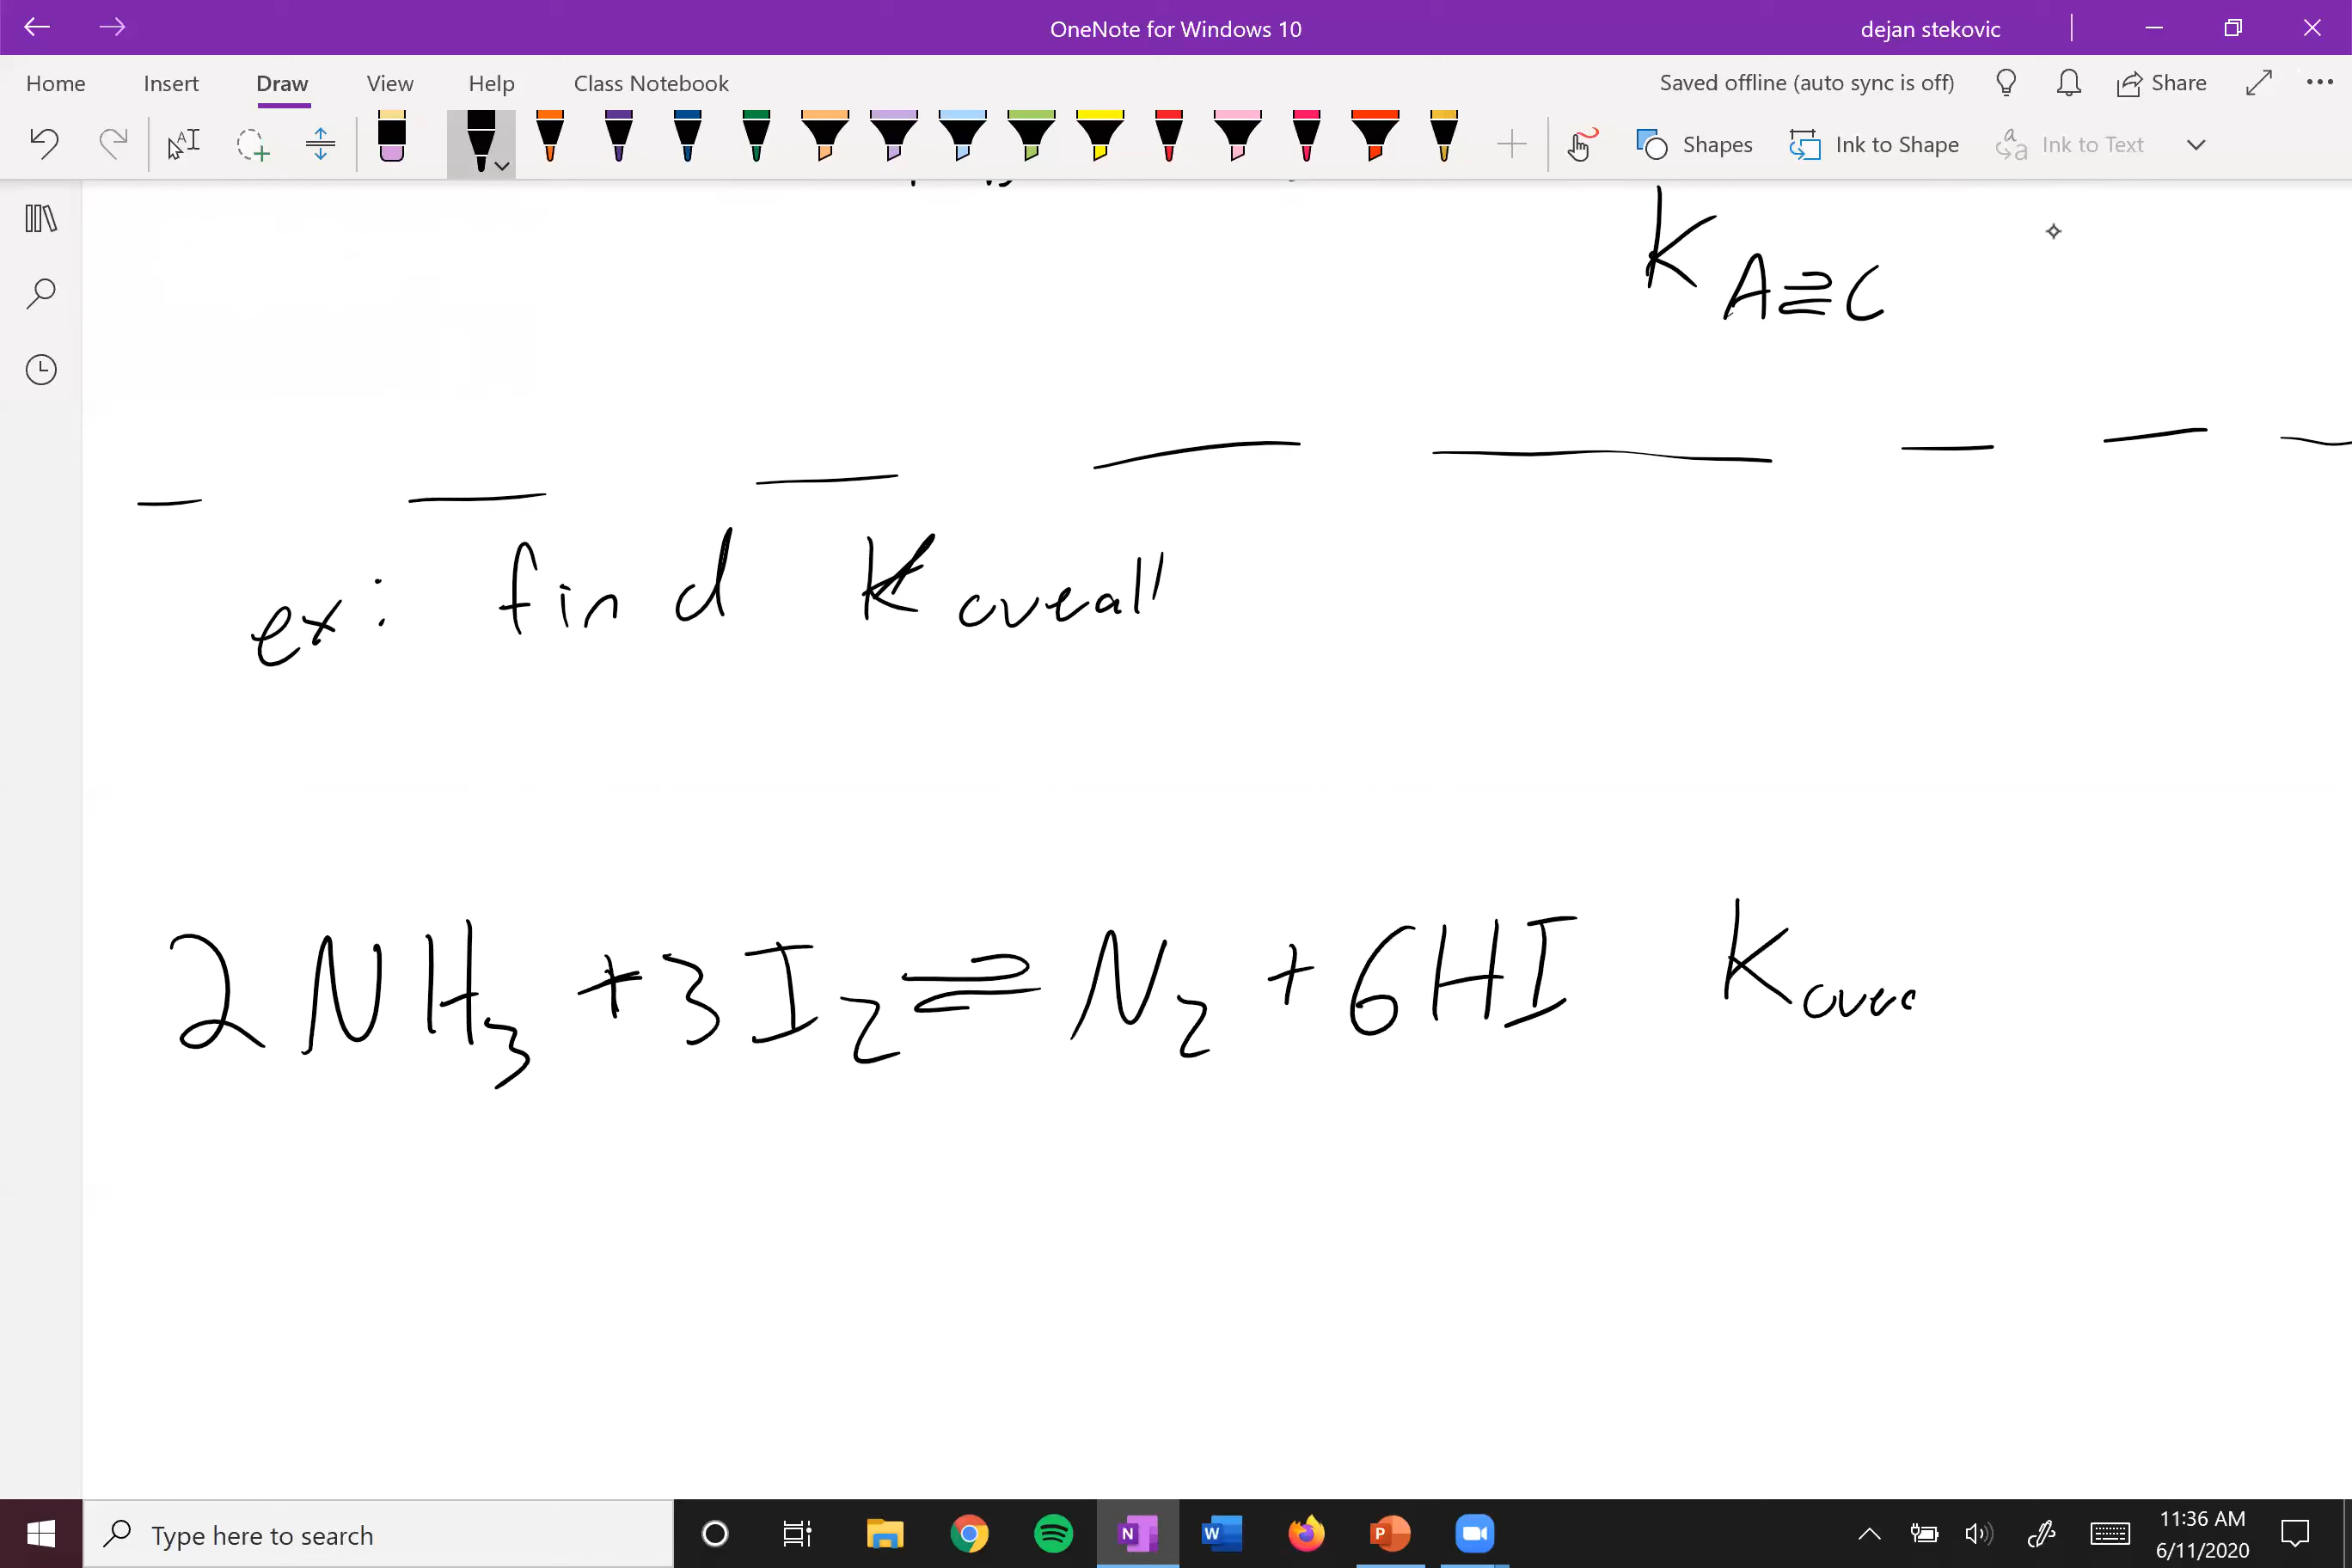 OneNote for Windows 10
dejan stekovic
Home Insert Draw View Help Class Notebook
Saved offline (auto sync is off) Share
Shapes Ink to Shape Ink to Text
K A⇌C
ex: find K overall
2NH₃ + 3I₂ ⇌ N₂ + 6HI K over
Type here to search
11:36 AM
6/11/2020